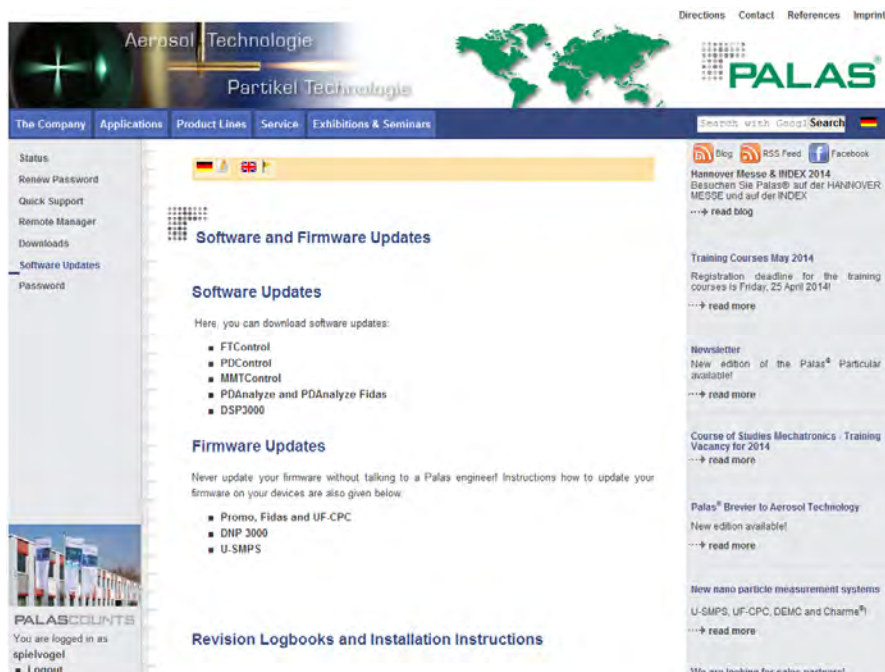 Directions Contact References Imprint
Aerosol Technologie
Partikel Technologie
PALAS®
The Company Applications Product Lines Service Exhibitions & Seminars
Search with Googl Search
Status
Renew Password
Quick Support
Remote Manager
Downloads
Software Updates
Password
Software and Firmware Updates
Software Updates
Here, you can download software updates:
FTControl
PDControl
MMTControl
PDAnalyze and PDAnalyze Fidas
DSP3000
Firmware Updates
Never update your firmware without talking to a Palas engineer! Instructions how to update your
firmware on your devices are also given below.
Promo, Fidas and UF-CPC
DNP 3000
U-SMPS
Revision Logbooks and Installation Instructions
Blog RSS Feed Facebook
Hannover Messe & INDEX 2014
Besuchen Sie Palas® auf der HANNOVER
MESSE und auf der INDEX
read blog
Training Courses May 2014
Registration deadline for the training
courses is Friday, 25 April 2014!
read more
Newsletter
New edition of the Palas® Particular
available!
read more
Course of Studies Mechatronics - Training
Vacancy for 2014
read more
Palas® Brevier to Aerosol Technology
New edition available!
read more
New nano particle measurement systems
U-SMPS, UF-CPC, DEMC and Charme®!
read more
We are looking for palas partners!
PALASCOUNTS
You are logged in as
spielvogel
Logout